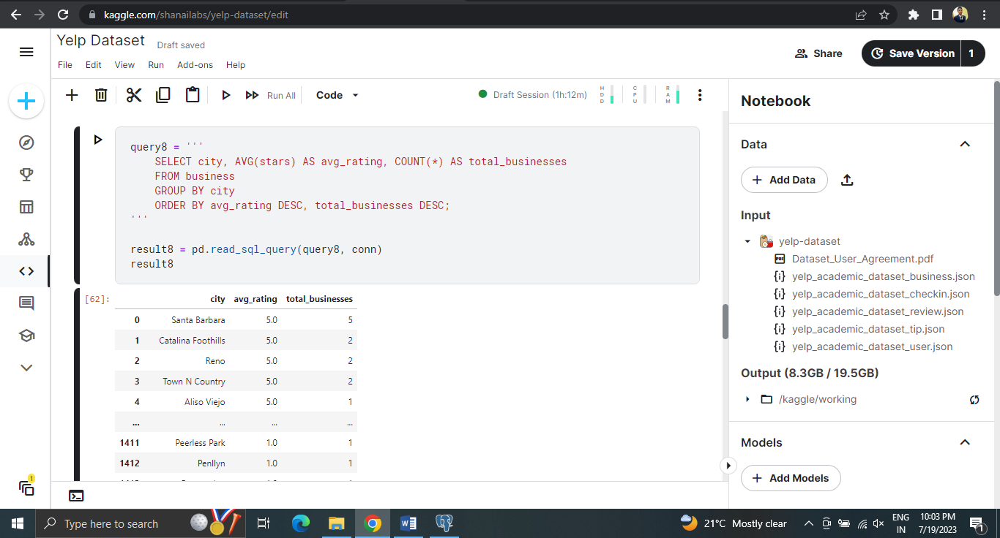 kaggle.com/shanailabs/yelp-dataset/edit
Yelp Dataset
Draft saved
File Edit View Run Add-ons Help
Share
Save Version 1
Run All
Code
Draft Session (1h:12m)
HDD
CPU
RAM
query8 = '''
SELECT city, AVG(stars) AS avg_rating, COUNT(*) AS total_businesses
FROM business
GROUP BY city
ORDER BY avg_rating DESC, total_businesses DESC;
'''
result8 = pd.read_sql_query(query8, conn)
result8
[62]:
city avg_rating total_businesses
0 Santa Barbara 5.0 5
1 Catalina Foothills 5.0 2
2 Reno 5.0 2
3 Town N Country 5.0 2
4 Aliso Viejo 5.0 1
... ... ... ...
1411 Peerless Park 1.0 1
1412 Penllyn 1.0 1
Notebook
Data
+ Add Data
Input
yelp-dataset
PDF Dataset_User_Agreement.pdf
{i} yelp_academic_dataset_business.json
{i} yelp_academic_dataset_checkin.json
{i} yelp_academic_dataset_review.json
{i} yelp_academic_dataset_tip.json
{i} yelp_academic_dataset_user.json
Output (8.3GB / 19.5GB)
/kaggle/working
Models
+ Add Models
1
Type here to search
21°C Mostly clear
ENG
IN
10:03 PM
7/19/2023
1